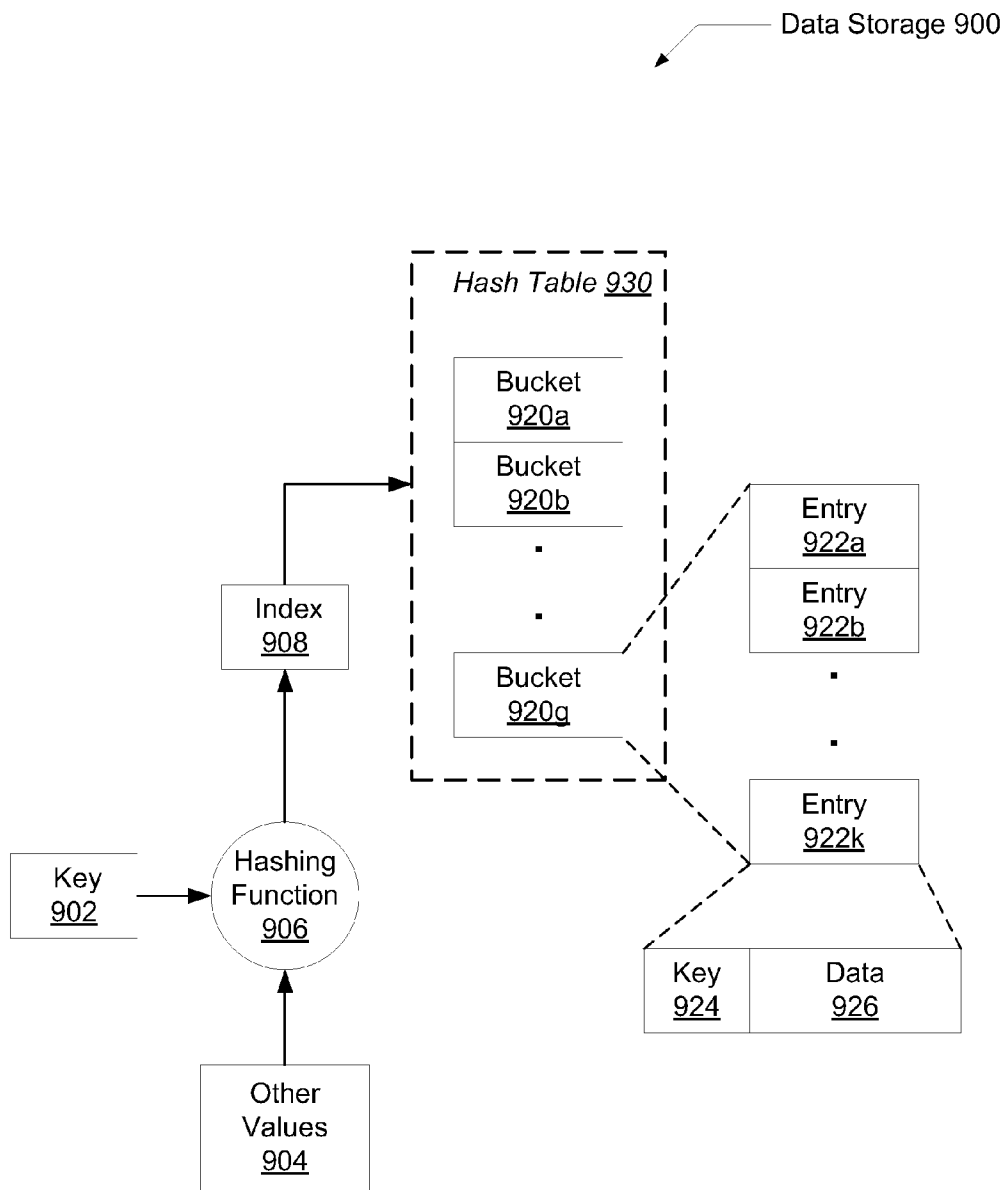 Data Storage 900
Hash Table 930
Bucket
920a
Bucket
920b
Entry
922a
Entry
922b
Index
908
Bucket
920g
Entry
922k
Hashing
Function
906
Key
902
Key
924
Data
926
Other
Values
904